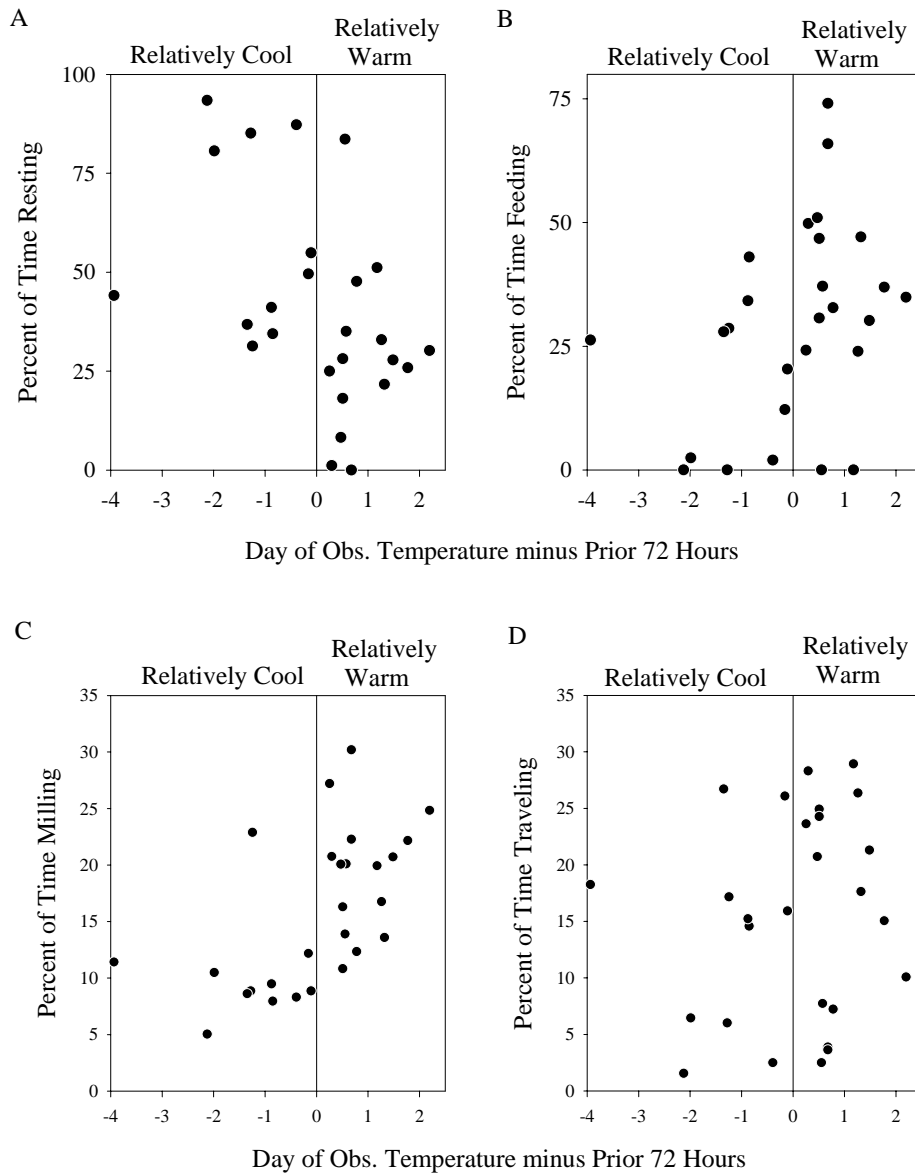 A
Relatively Cool
Relatively
Warm
Percent of Time Resting
100
75
50
25
0
-4
-3
-2
-1
0
1
2
B
Relatively Cool
Relatively
Warm
Percent of Time Feeding
75
50
25
0
-4
-3
-2
-1
0
1
2
Day of Obs. Temperature minus Prior 72 Hours
C
Relatively Cool
Relatively
Warm
Percent of Time Milling
35
30
25
20
15
10
5
0
-4
-3
-2
-1
0
1
2
D
Relatively Cool
Relatively
Warm
Percent of Time Traveling
35
30
25
20
15
10
5
0
-4
-3
-2
-1
0
1
2
Day of Obs. Temperature minus Prior 72 Hours